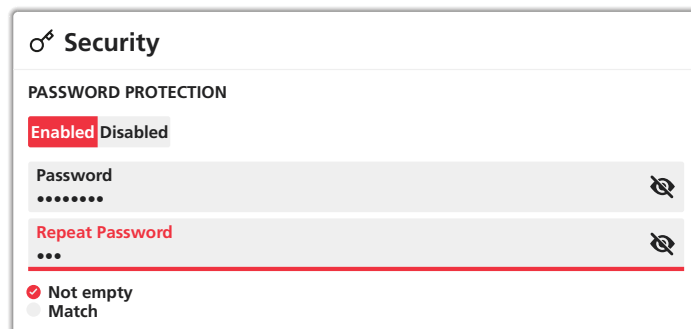 Security
PASSWORD PROTECTION
Enabled Disabled
Password
••••••••
Repeat Password
•••
Not empty
Match